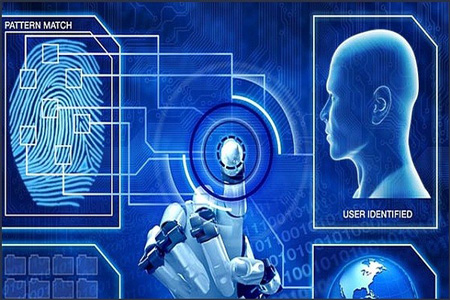 PATTERN MATCH
USER IDENTIFIED